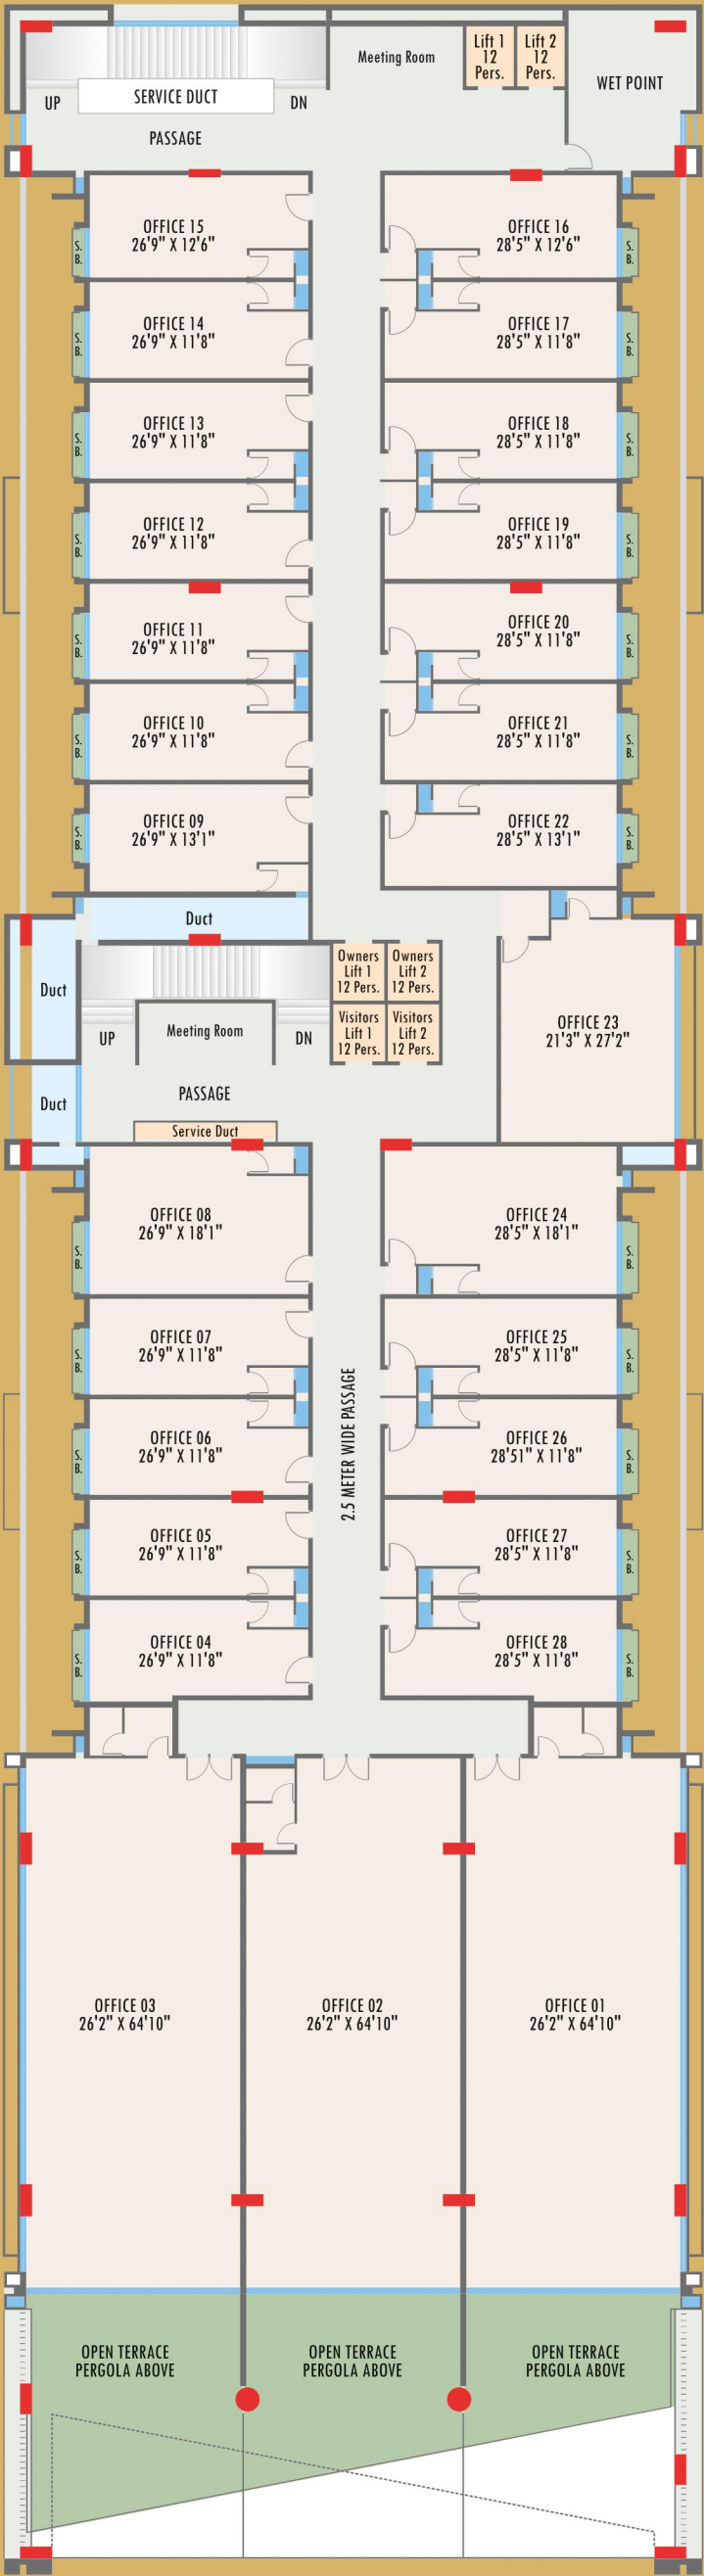 Meeting Room
Lift 1
12
Pers.
Lift 2
12
Pers.
WET POINT
UP
SERVICE DUCT
DN
PASSAGE
OFFICE 15
26'9" X 12'6"
OFFICE 16
28'5" X 12'6"
S.
B.
S.
B.
OFFICE 14
26'9" X 11'8"
OFFICE 17
28'5" X 11'8"
S.
B.
S.
B.
OFFICE 13
26'9" X 11'8"
OFFICE 18
28'5" X 11'8"
S.
B.
S.
B.
OFFICE 12
26'9" X 11'8"
OFFICE 19
28'5" X 11'8"
S.
B.
S.
B.
OFFICE 11
26'9" X 11'8"
OFFICE 20
28'5" X 11'8"
S.
B.
S.
B.
OFFICE 10
26'9" X 11'8"
OFFICE 21
28'5" X 11'8"
S.
B.
S.
B.
OFFICE 09
26'9" X 13'1"
OFFICE 22
28'5" X 13'1"
S.
B.
S.
B.
Duct
Owners
Lift 1
12 Pers.
Owners
Lift 2
12 Pers.
Duct
Visitors
Lift 1
12 Pers.
Visitors
Lift 2
12 Pers.
UP
Meeting Room
DN
OFFICE 23
21'3" X 27'2"
Duct
PASSAGE
Service Duct
OFFICE 08
26'9" X 18'1"
OFFICE 24
28'5" X 18'1"
S.
B.
S.
B.
OFFICE 07
26'9" X 11'8"
OFFICE 25
28'5" X 11'8"
S.
B.
S.
B.
2.5 METER WIDE PASSAGE
OFFICE 06
26'9" X 11'8"
OFFICE 26
28'51" X 11'8"
S.
B.
S.
B.
OFFICE 05
26'9" X 11'8"
OFFICE 27
28'5" X 11'8"
S.
B.
S.
B.
OFFICE 04
26'9" X 11'8"
OFFICE 28
28'5" X 11'8"
S.
B.
S.
B.
OFFICE 03
26'2" X 64'10"
OFFICE 02
26'2" X 64'10"
OFFICE 01
26'2" X 64'10"
OPEN TERRACE
PERGOLA ABOVE
OPEN TERRACE
PERGOLA ABOVE
OPEN TERRACE
PERGOLA ABOVE